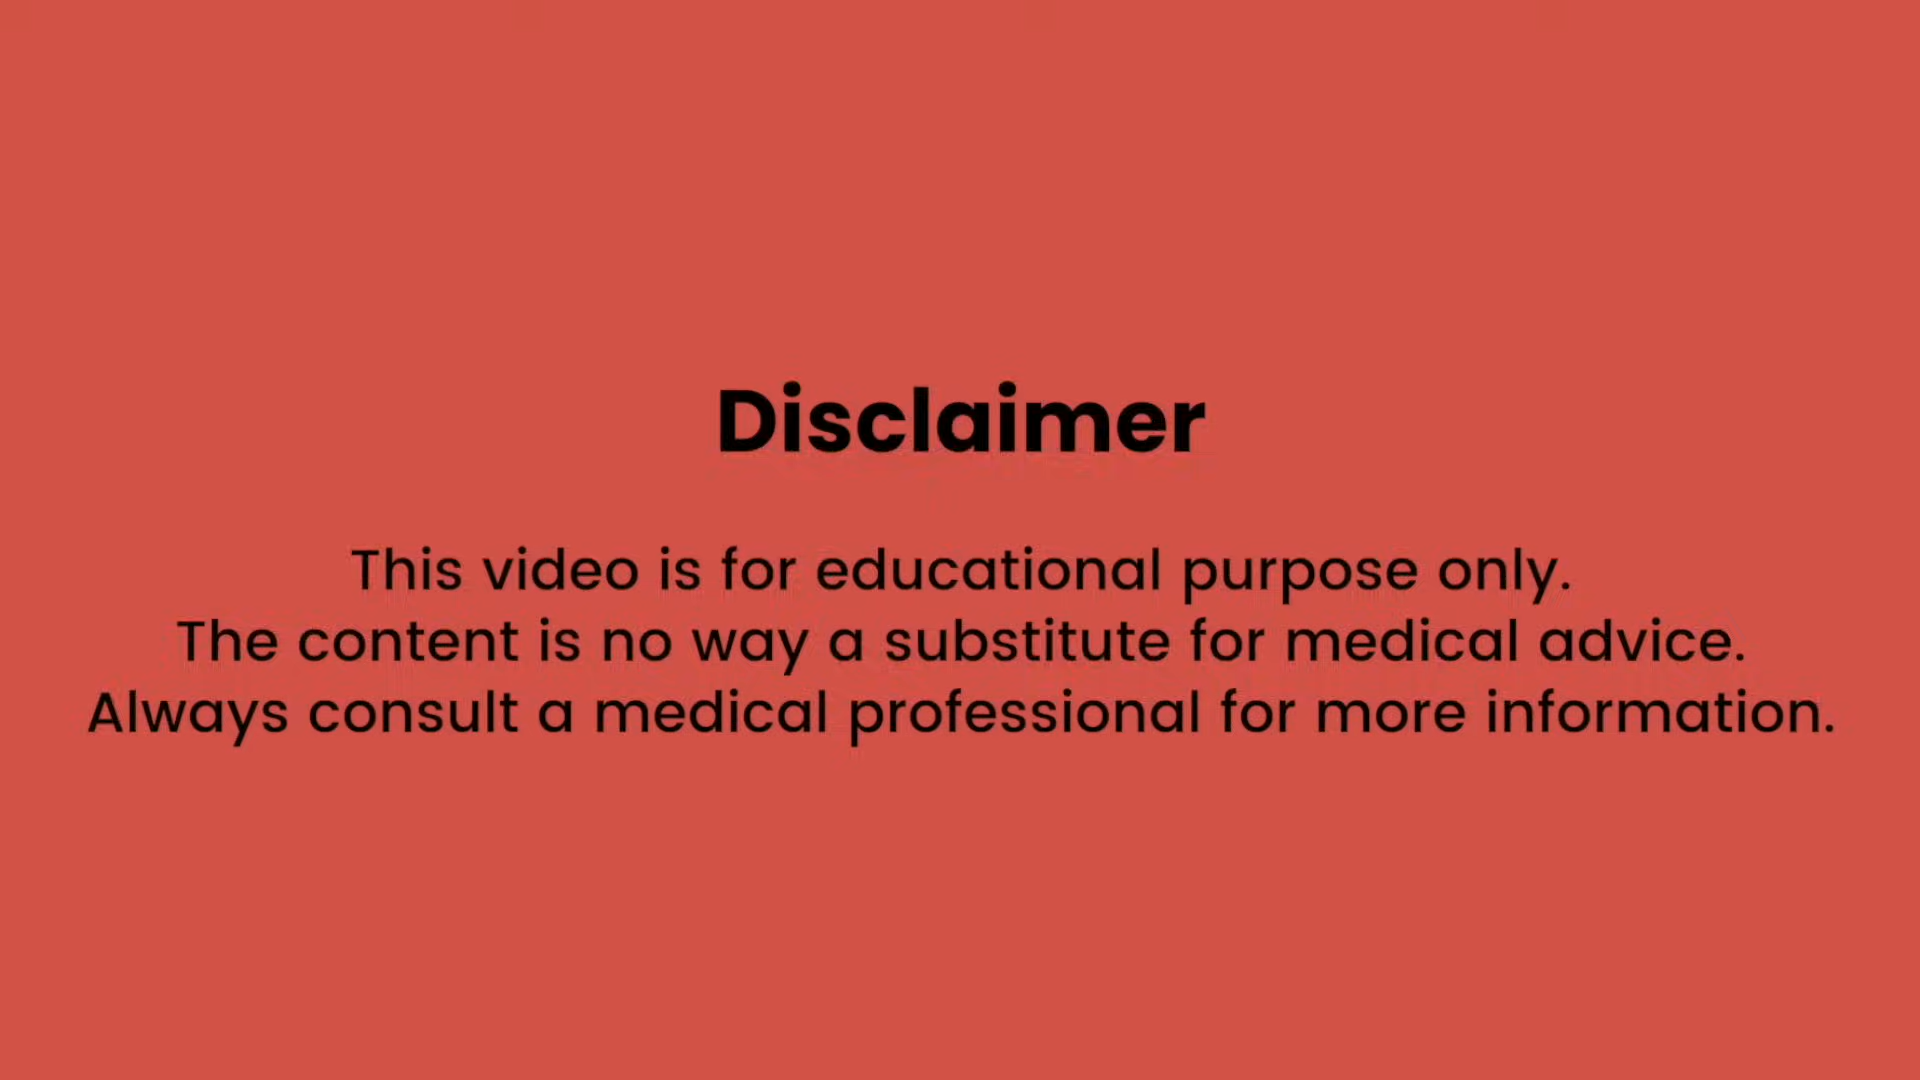 Disclaimer
This video is for educational purpose only.
The content is no way a substitute for medical advice.
Always consult a medical professional for more information.